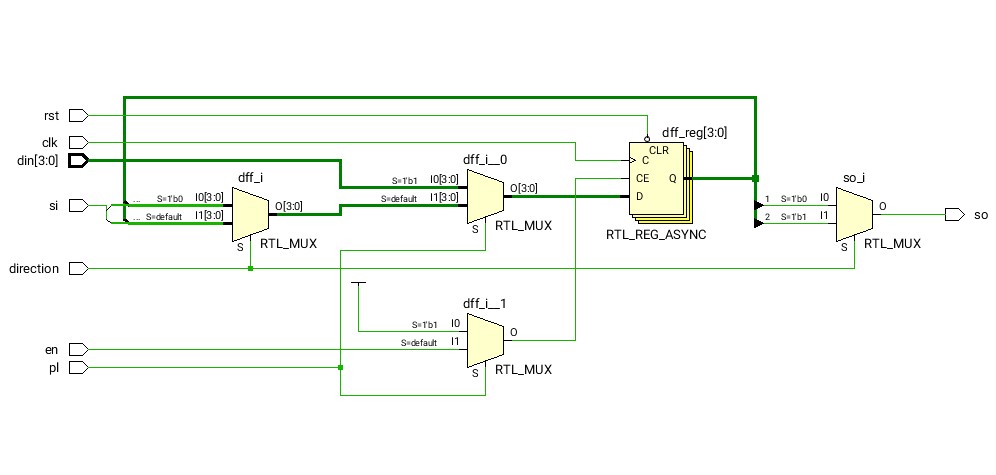 rst
clk
din[3:0]
si
direction
en
pl
dff_i
... S=1'b0 I0[3:0]
... S=default I1[3:0]
O[3:0]
S
RTL_MUX
dff_i__0
S=1'b1 I0[3:0]
S=default I1[3:0]
O[3:0]
S
RTL_MUX
dff_i__1
S=1'b1 I0
S=default I1
O
S
RTL_MUX
dff_reg[3:0]
CLR
C
CE
Q
D
RTL_REG_ASYNC
so_i
1 S=1'b0 I0
2 S=1'b1 I1
O
S
RTL_MUX
so